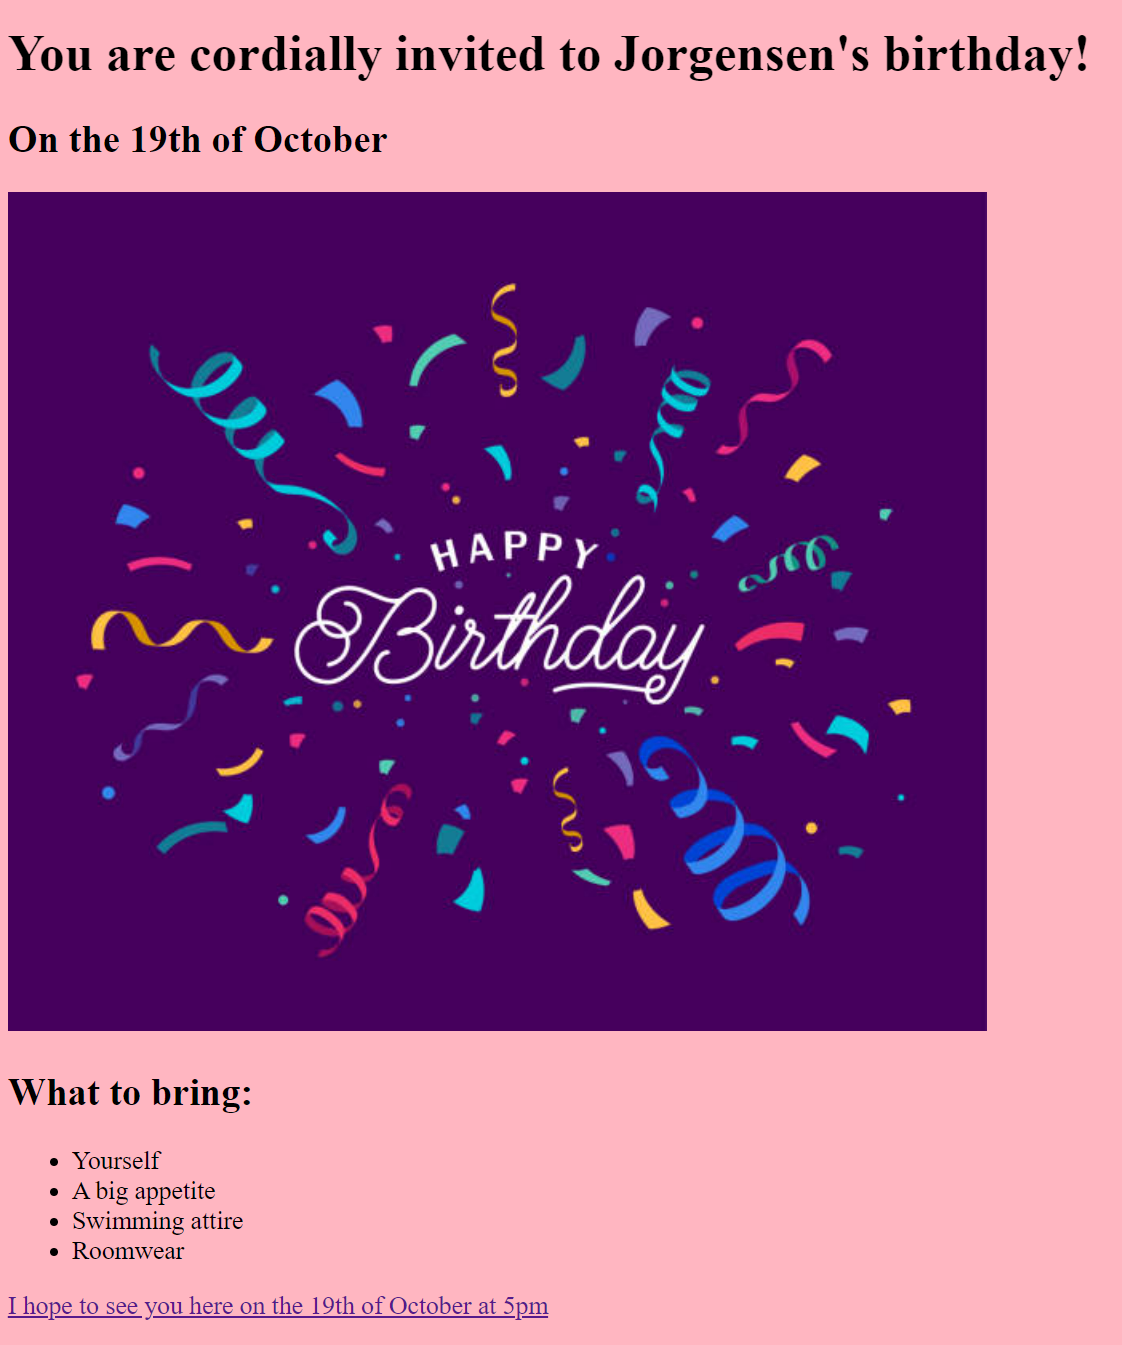 You are cordially invited to Jorgensen's birthday!
On the 19th of October
HAPPY
Birthday
What to bring:
Yourself
A big appetite
Swimming attire
Roomwear
I hope to see you here on the 19th of October at 5pm